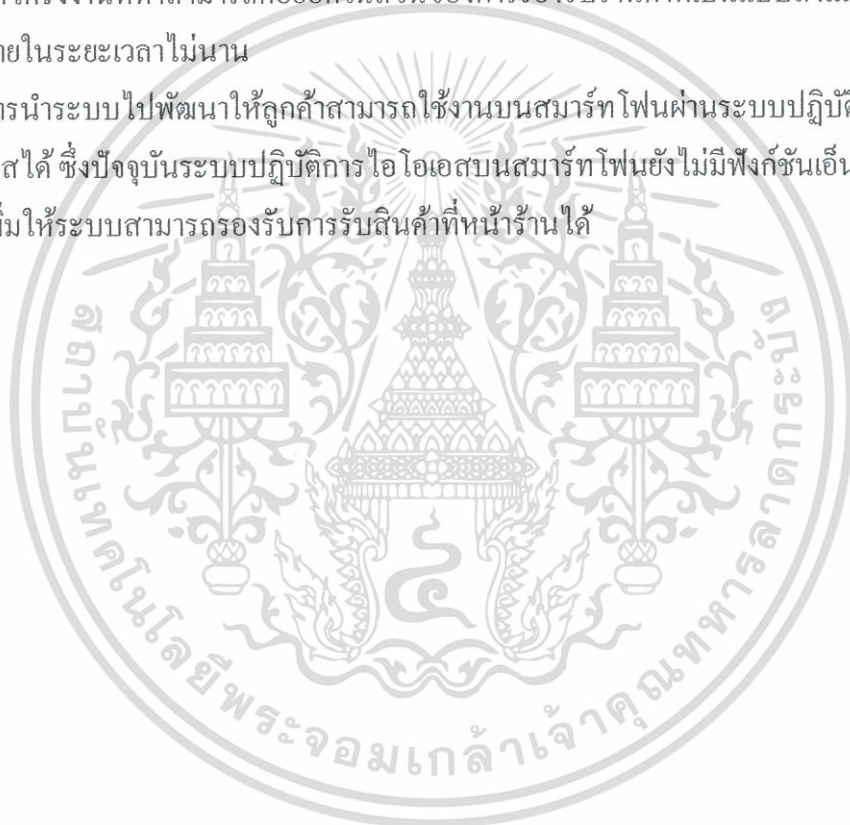 ยในระยะเวลาไม่นาน
ารนำระบบไปพัฒนาให้ลูกค้าสามารถใช้งานบนสมาร์ทโฟนผ่านระบบปฏิบัติ
สได้ ซึ่งปัจจุบันระบบปฏิบัติการไอโอเอสบนสมาร์ทโฟนยังไม่มีฟังก์ชันเอ็น
ิ่มให้ระบบสามารถรองรับการรับสินค้าที่หน้าร้านได้
สถาบันเทคโนโลยีพระจอมเกล้าเจ้าคุณทหารลาดกระบัง